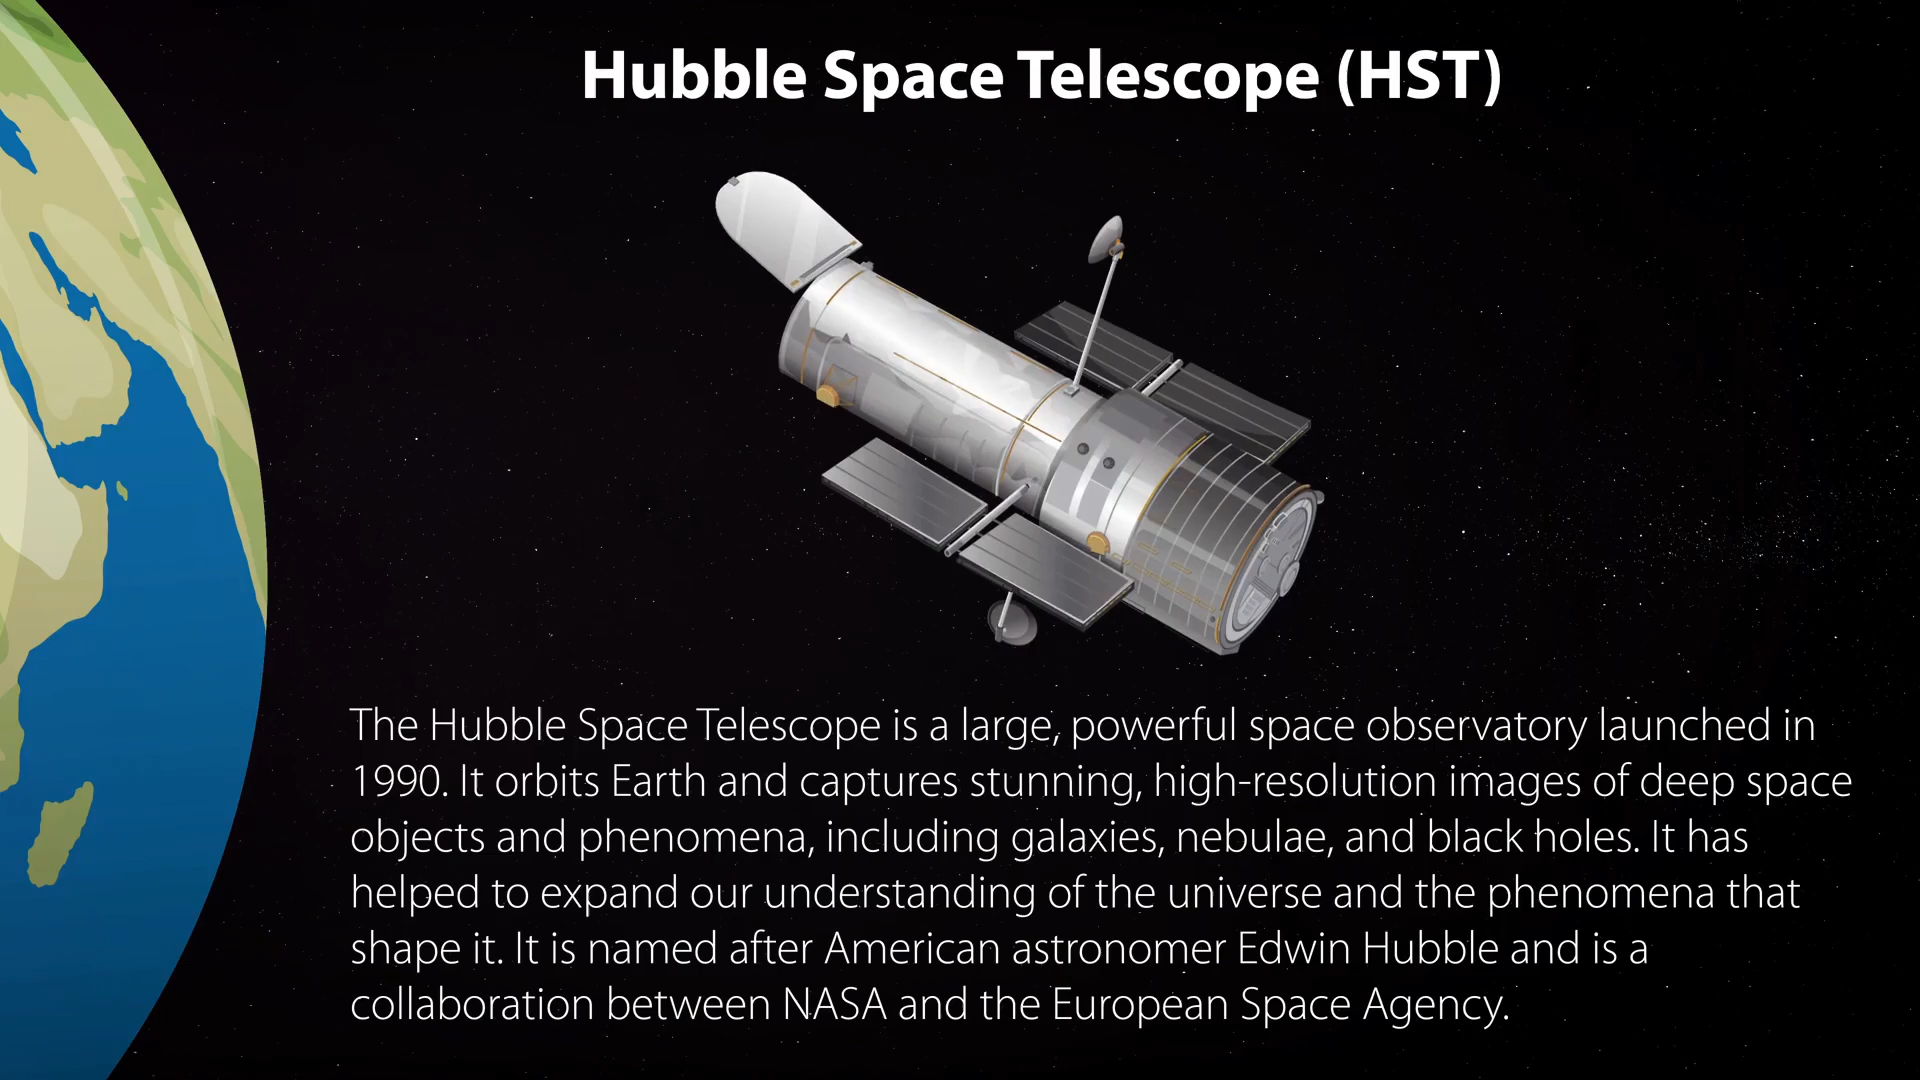 Hubble Space Telescope (HST)
The Hubble Space Telescope is a large, powerful space observatory launched in
1990. It orbits Earth and captures stunning, high-resolution images of deep space
objects and phenomena, including galaxies, nebulae, and black holes. It has
helped to expand our understanding of the universe and the phenomena that
shape it. It is named after American astronomer Edwin Hubble and is a
collaboration between NASA and the European Space Agency.